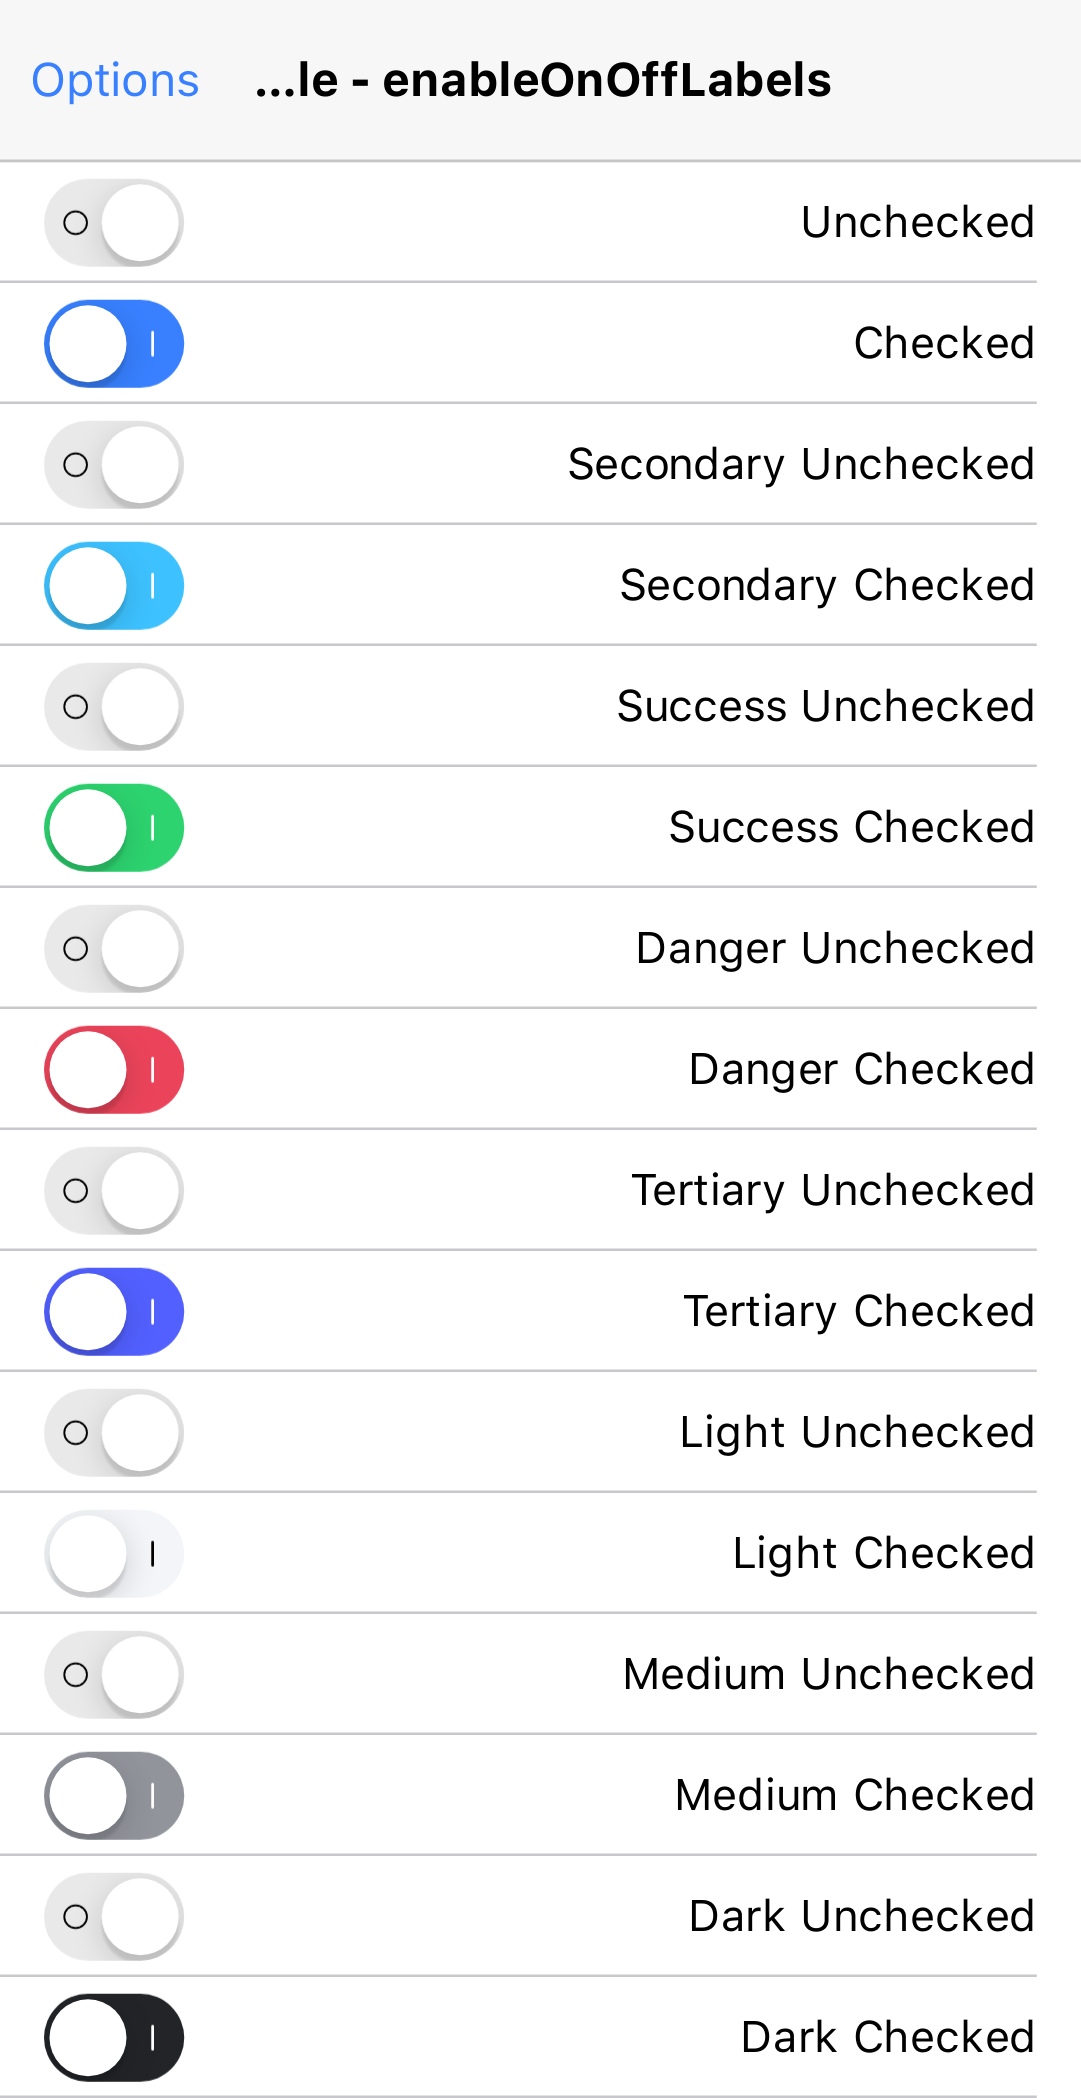 Options
...le - enableOnOffLabels
Unchecked
Checked
Secondary Unchecked
Secondary Checked
Success Unchecked
Success Checked
Danger Unchecked
Danger Checked
Tertiary Unchecked
Tertiary Checked
Light Unchecked
Light Checked
Medium Unchecked
Medium Checked
Dark Unchecked
Dark Checked